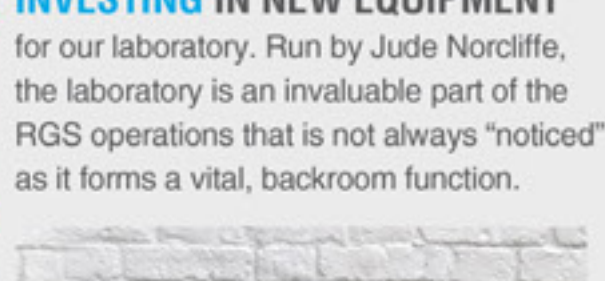 INVESTING IN NEW EQUIPMENT
for our laboratory. Run by Jude Norcliffe,
the laboratory is an invaluable part of the
RGS operations that is not always “noticed”
as it forms a vital, backroom function.